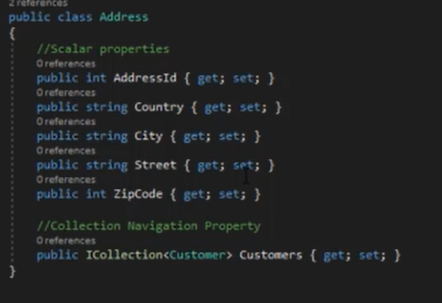 2 references
public class Address
{
//Scalar properties
0 references
public int AddressId { get; set; }
0 references
public string Country { get; set; }
0 references
public string City { get; set; }
0 references
public string Street { get; set; }
0 references
public int ZipCode { get; set; }
//Collection Navigation Property
0 references
public ICollection<Customer> Customers { get; set; }
}